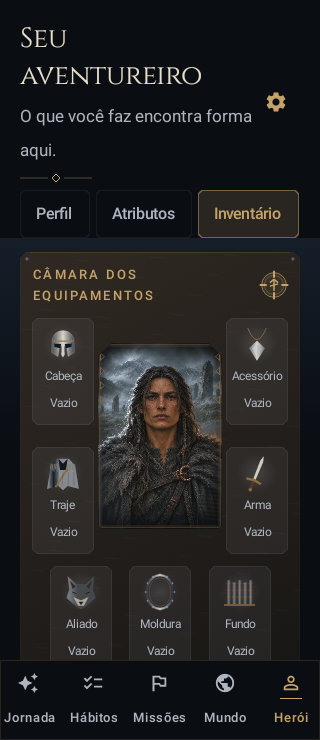 Seu
aventureiro
O que você faz encontra forma
aqui.
Perfil Atributos Inventário
CÂMARA DOS
EQUIPAMENTOS
Cabeça Acessório
Vazio Vazio
Traje Arma
Vazio Vazio
Aliado Moldura Fundo
Vazio Vazio Vazio
Jornada Hábitos Missões Mundo Herói